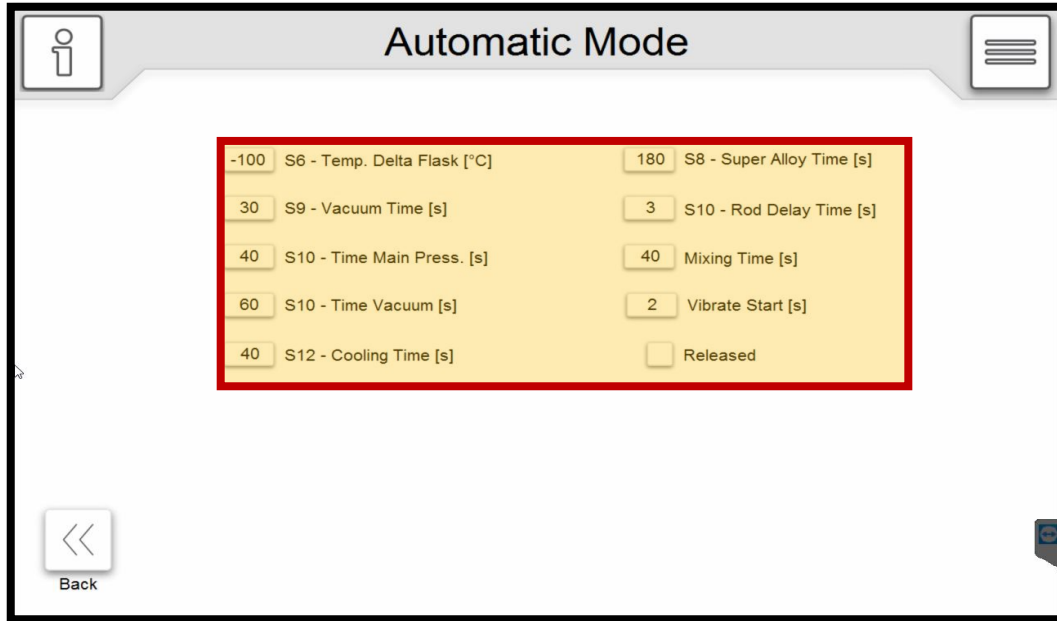 Automatic Mode
-100 S6 - Temp. Delta Flask [°C]
180 S8 - Super Alloy Time [s]
30 S9 - Vacuum Time [s]
3 S10 - Rod Delay Time [s]
40 S10 - Time Main Press. [s]
40 Mixing Time [s]
60 S10 - Time Vacuum [s]
2 Vibrate Start [s]
40 S12 - Cooling Time [s]
Released
Back